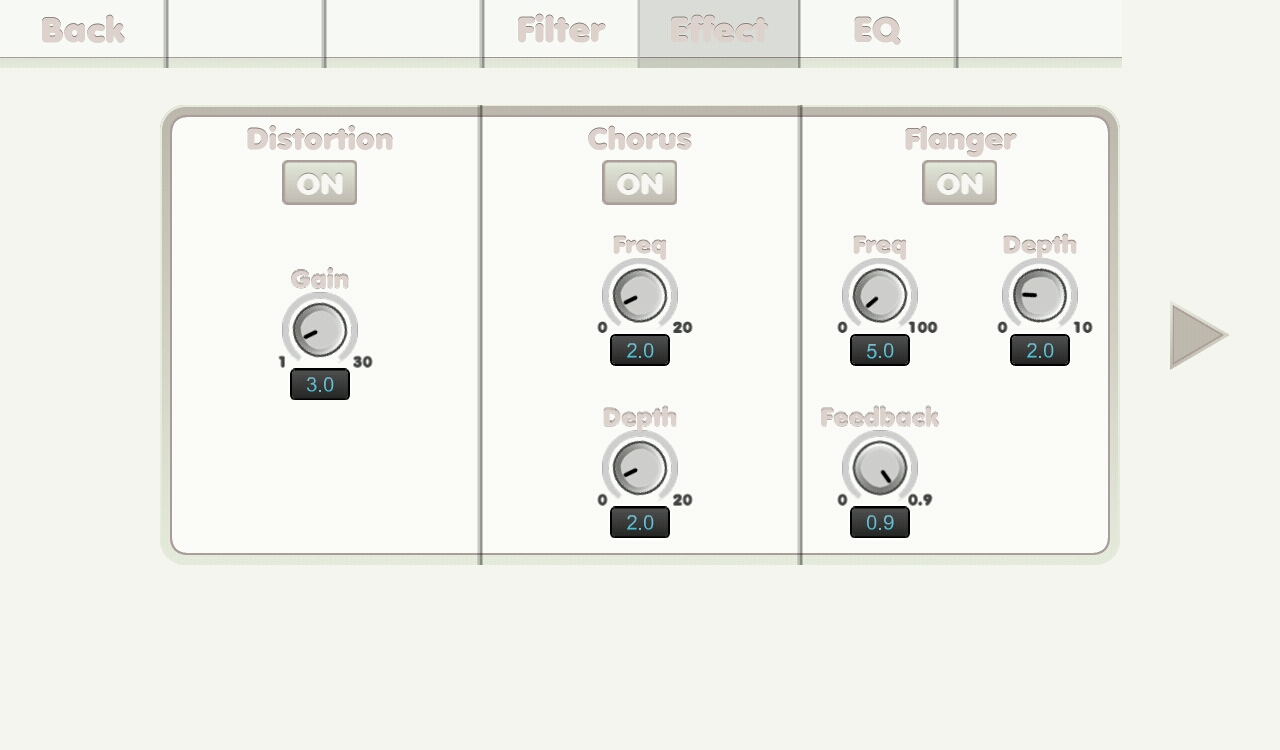 Back
Filter
Effect
EQ
Distortion
ON
Gain
1 30
3.0
Chorus
ON
Freq
0 20
2.0
Depth
0 20
2.0
Flanger
ON
Freq
0 100
5.0
Depth
0 10
2.0
Feedback
0 0.9
0.9